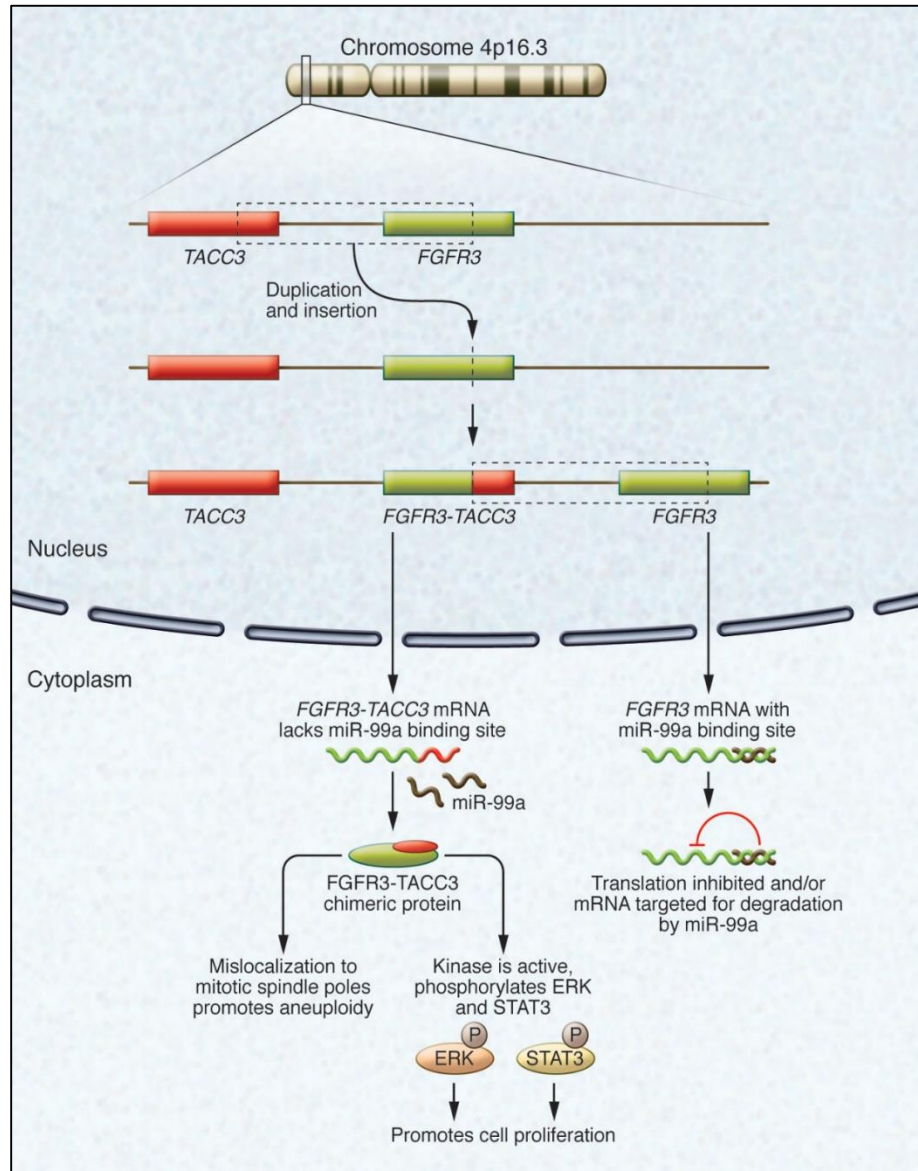 Chromosome 4p16.3
TACC3
FGFR3
Duplication
and insertion
TACC3
FGFR3-TACC3
FGFR3
Nucleus
Cytoplasm
FGFR3-TACC3 mRNA
lacks miR-99a binding site
miR-99a
FGFR3-TACC3
chimeric protein
FGFR3 mRNA with
miR-99a binding site
Translation inhibited and/or
mRNA targeted for degradation
by miR-99a
Mislocalization to
mitotic spindle poles
promotes aneuploidy
Kinase is active,
phosphorylates ERK
and STAT3
P
ERK
P
STAT3
Promotes cell proliferation